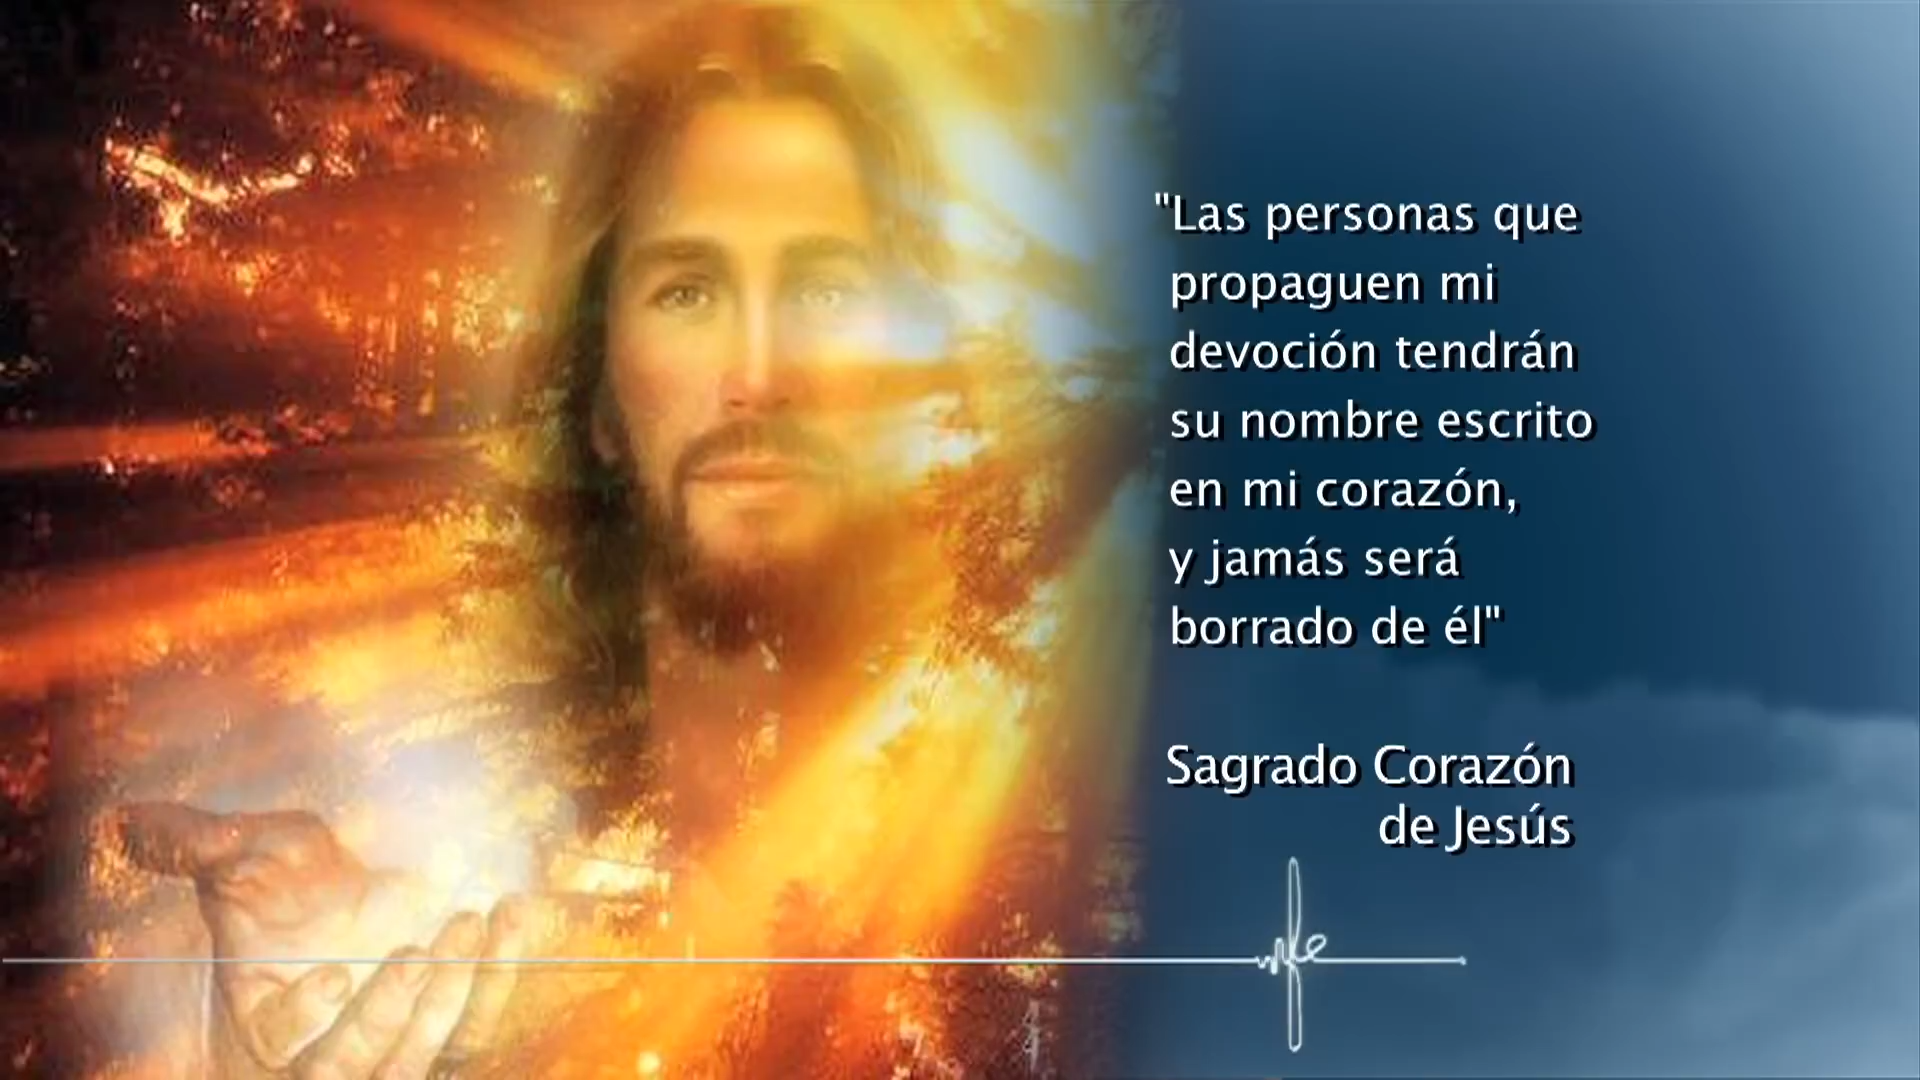 "Las personas que
propaguen mi
devoción tendrán
su nombre escrito
en mi corazón,
y jamás será
borrado de él"
Sagrado Corazón
de Jesús
fe